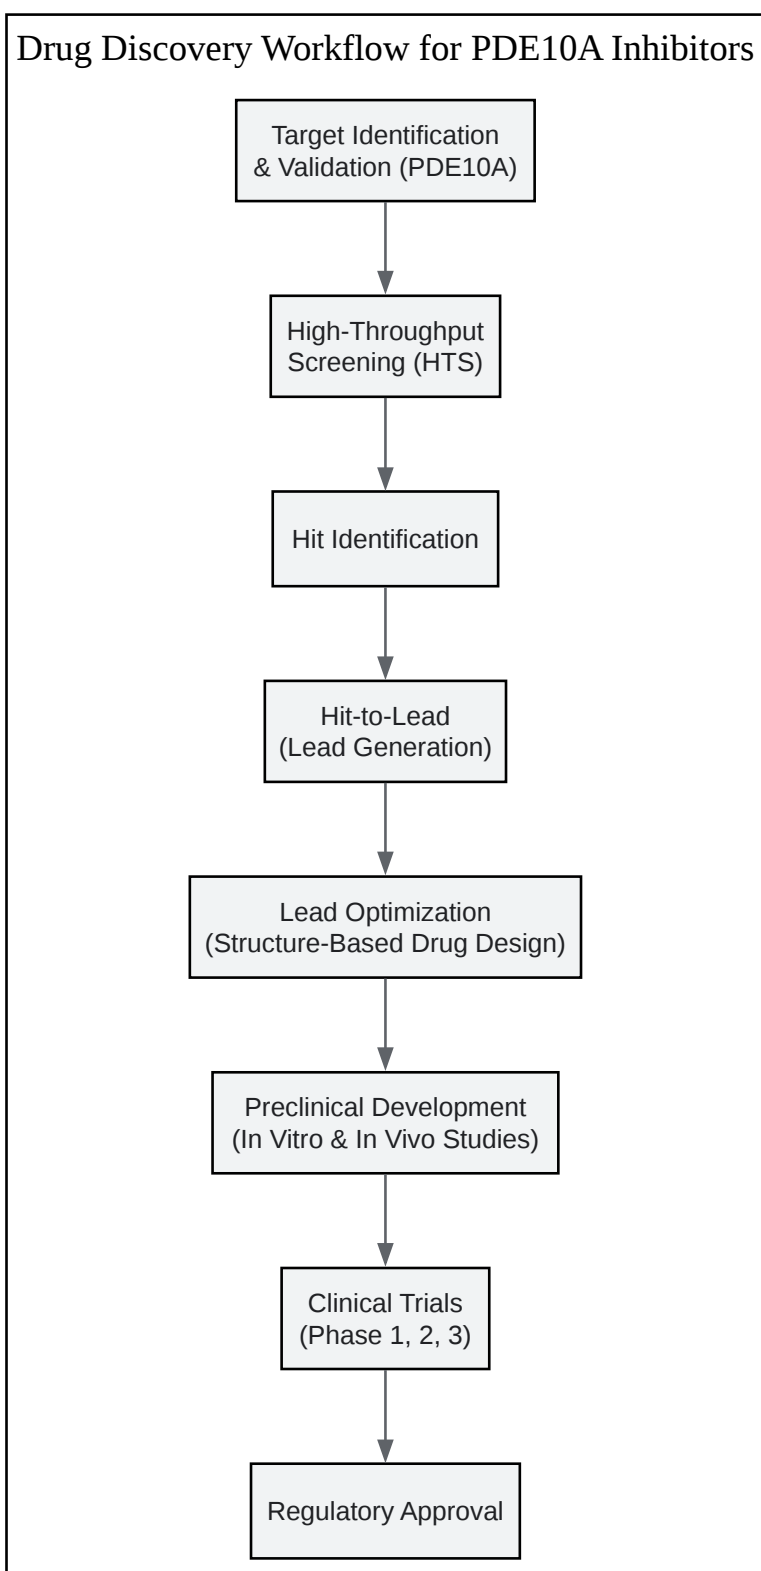 Drug Discovery Workflow for PDE10A Inhibitors
Target Identification
& Validation (PDE10A)
High-Throughput
Screening (HTS)
Hit Identification
Hit-to-Lead
(Lead Generation)
Lead Optimization
(Structure-Based Drug Design)
Preclinical Development
(In Vitro & In Vivo Studies)
Clinical Trials
(Phase 1, 2, 3)
Regulatory Approval